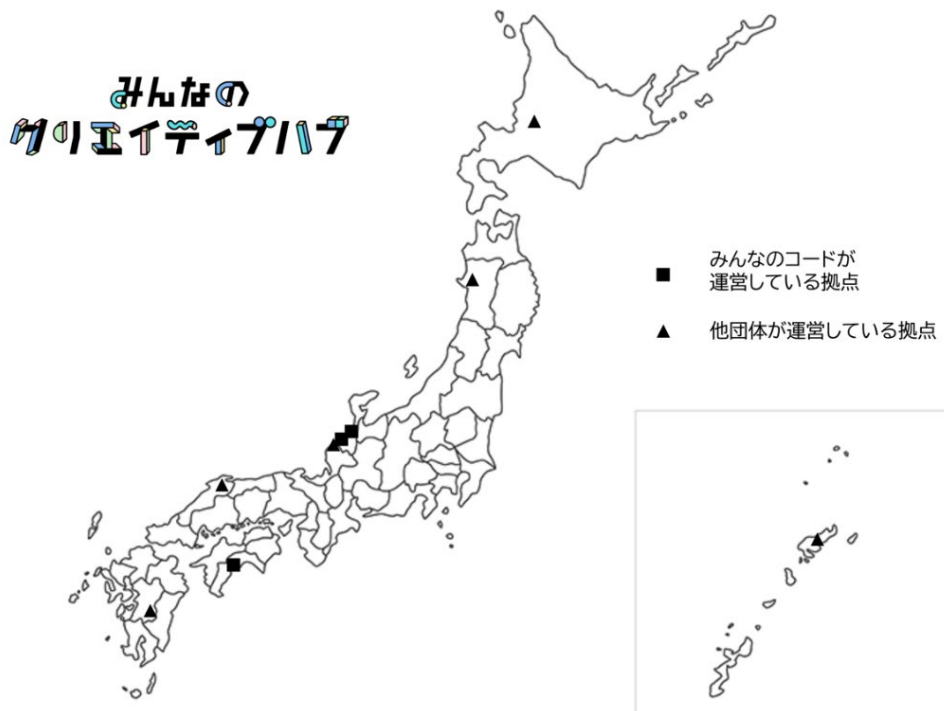 みんなの
クリエイティブハブ
みんなのコードが
運営している拠点
他団体が運営している拠点